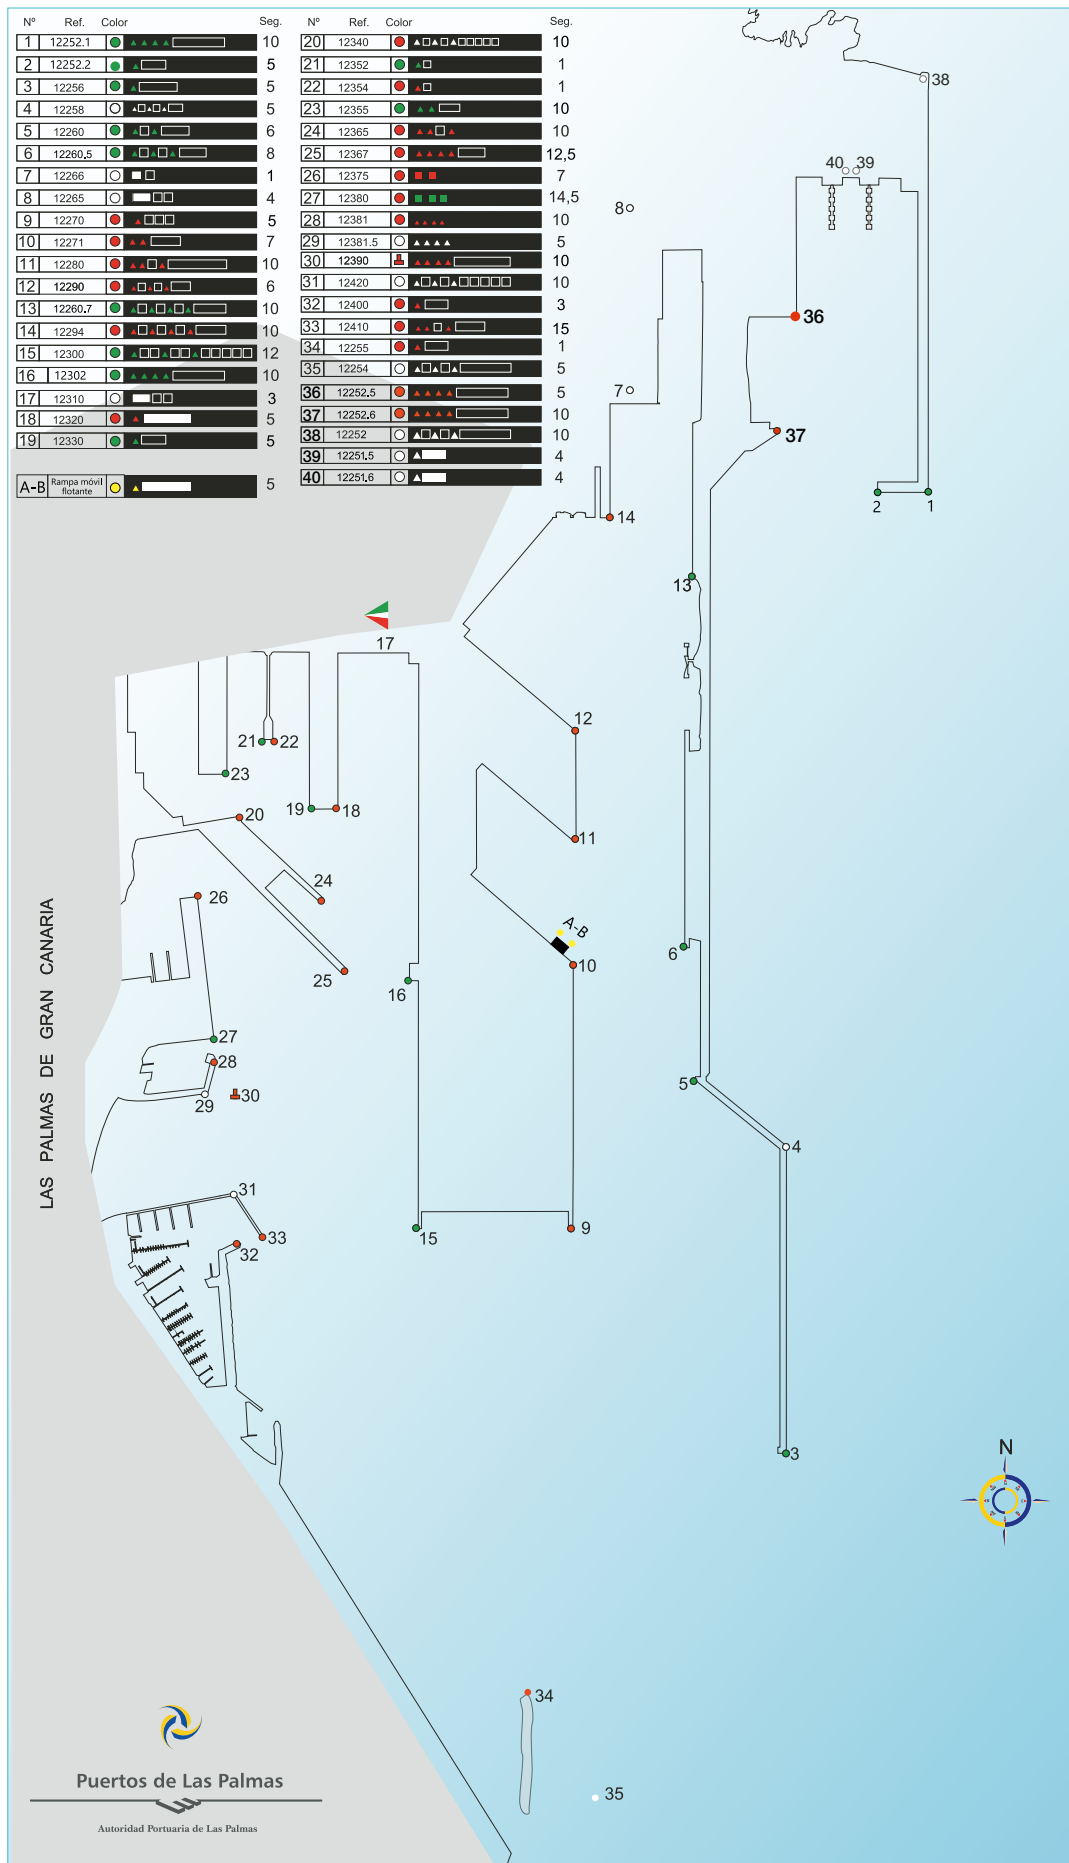 Nº Ref. Color Seg.
1 12252.1 10
2 12252.2 5
3 12256 5
4 12258 5
5 12260 6
6 12260,5 8
7 12266 1
8 12265 4
9 12270 5
10 12271 7
11 12280 10
12 12290 6
13 12260.7 10
14 12294 10
15 12300 12
16 12302 10
17 12310 3
18 12320 5
19 12330 5
A-B Rampa móvil flotante 5
Nº Ref. Color Seg.
20 12340 10
21 12352 1
22 12354 1
23 12355 10
24 12365 10
25 12367 12,5
26 12375 7
27 12380 14,5
28 12381 10
29 12381.5 5
30 12390 10
31 12420 10
32 12400 3
33 12410 15
34 12255 1
35 12254 5
36 12252.5 5
37 12252.6 10
38 12252 10
39 12251.5 4
40 12251.6 4
38
40 39
8
36
7
37
2 1
14
13
17
12
21 22
23
19 18
20
11
24
26
A-B
6
10
25
16
27
28
5
29 30
4
31
15 9
33
32
3
N
34
35
LAS PALMAS DE GRAN CANARIA
Puertos de Las Palmas
Autoridad Portuaria de Las Palmas